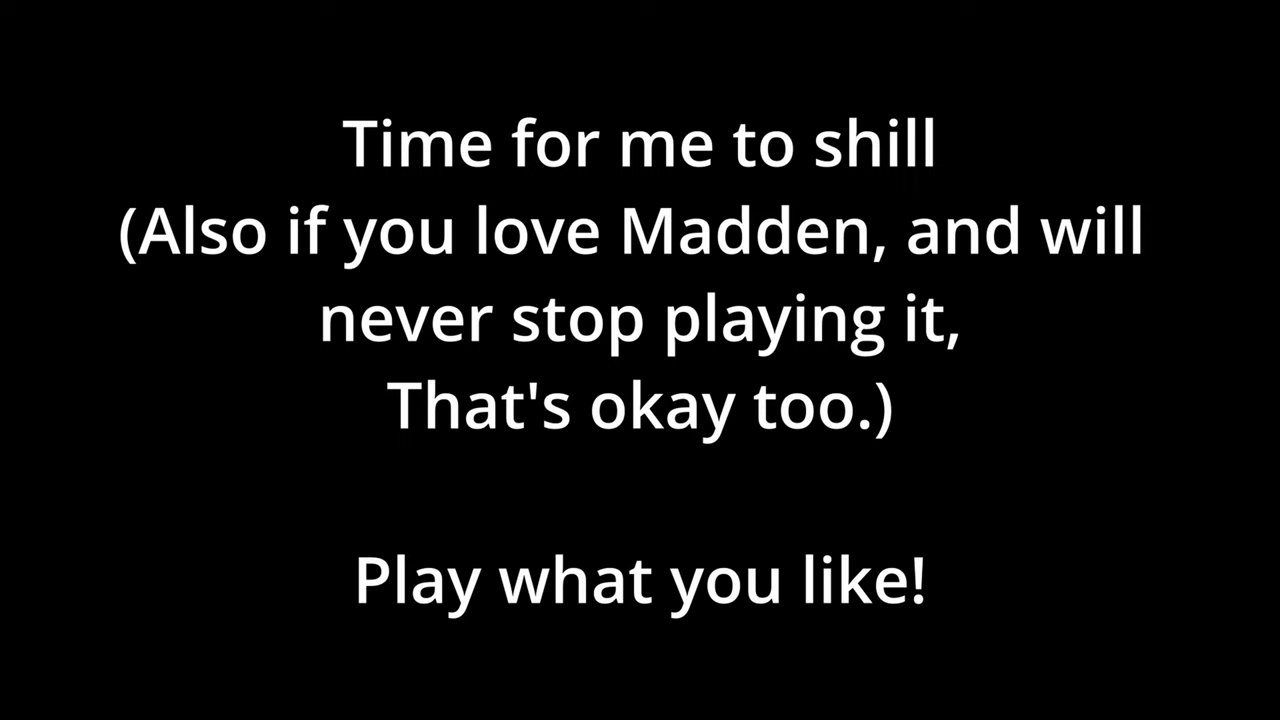 Time for me to shill
(Also if you love Madden, and will
never stop playing it,
That's okay too.)
Play what you like!